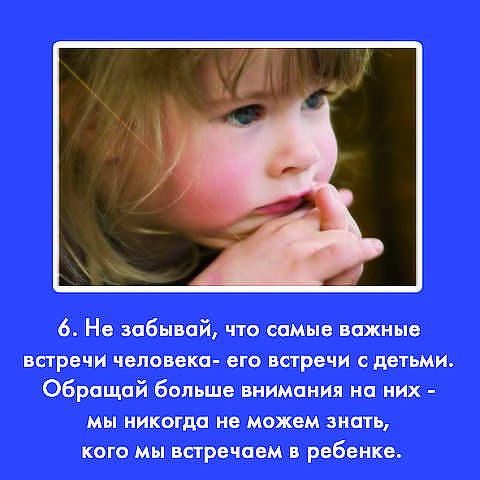 6. Не забывай, что самые важные
встречи человека- его встречи с детьми.
Обращай больше внимания на них -
мы никогда не можем знать,
кого мы встречаем в ребенке.